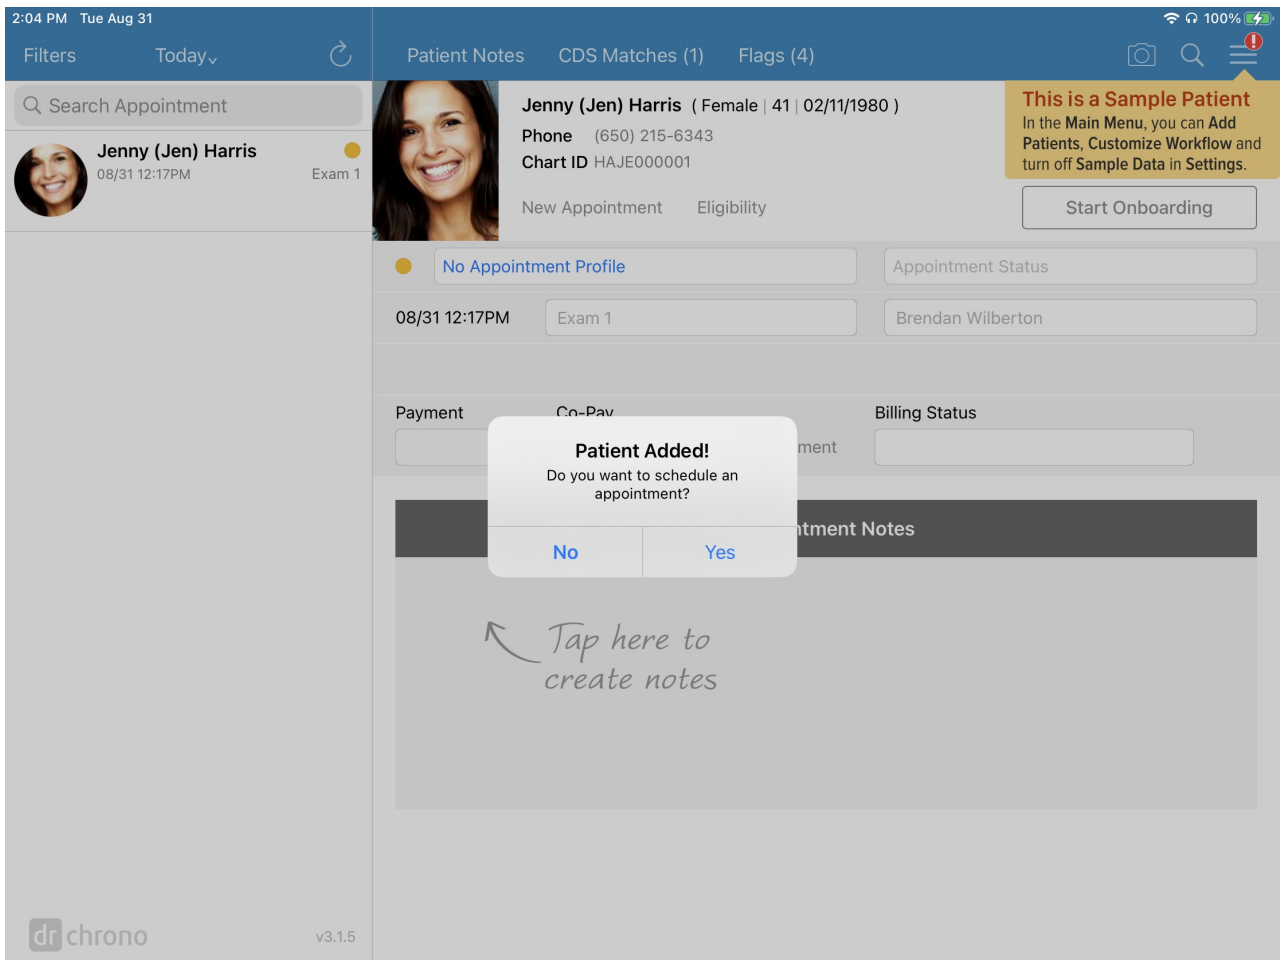 2:04 PM Tue Aug 31
100%
Filters
Today
Patient Notes
CDS Matches (1)
Flags (4)
Search Appointment
Jenny (Jen) Harris
08/31 12:17PM
Exam 1
Jenny (Jen) Harris ( Female | 41 | 02/11/1980 )
Phone (650) 215-6343
Chart ID HAJE000001
New Appointment
Eligibility
!
This is a Sample Patient
In the Main Menu, you can Add
Patients, Customize Workflow and
turn off Sample Data in Settings.
Start Onboarding
No Appointment Profile
Appointment Status
08/31 12:17PM
Exam 1
Brendan Wilberton
Payment
Co-Pay
Billing Status
ment
Patient Added!
Do you want to schedule an
appointment?
No
Yes
ntment Notes
Tap here to
create notes
dr chrono
v3.1.5